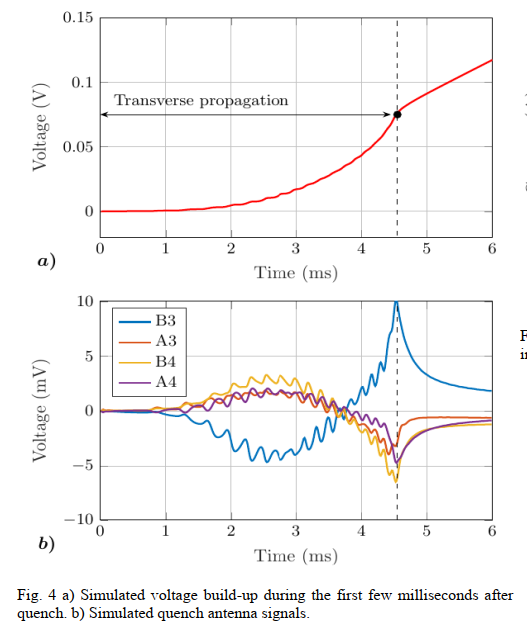 0.15
0.1
0.05
0
Voltage (V)
Transverse propagation
0 1 2 3 4 5 6
a)
Time (ms)
10
5
0
−5
−10
Voltage (mV)
B3
A3
B4
A4
0 1 2 3 4 5 6
b)
Time (ms)
F
Fig. 4 a) Simulated voltage build-up during the first few milliseconds after
quench. b) Simulated quench antenna signals.